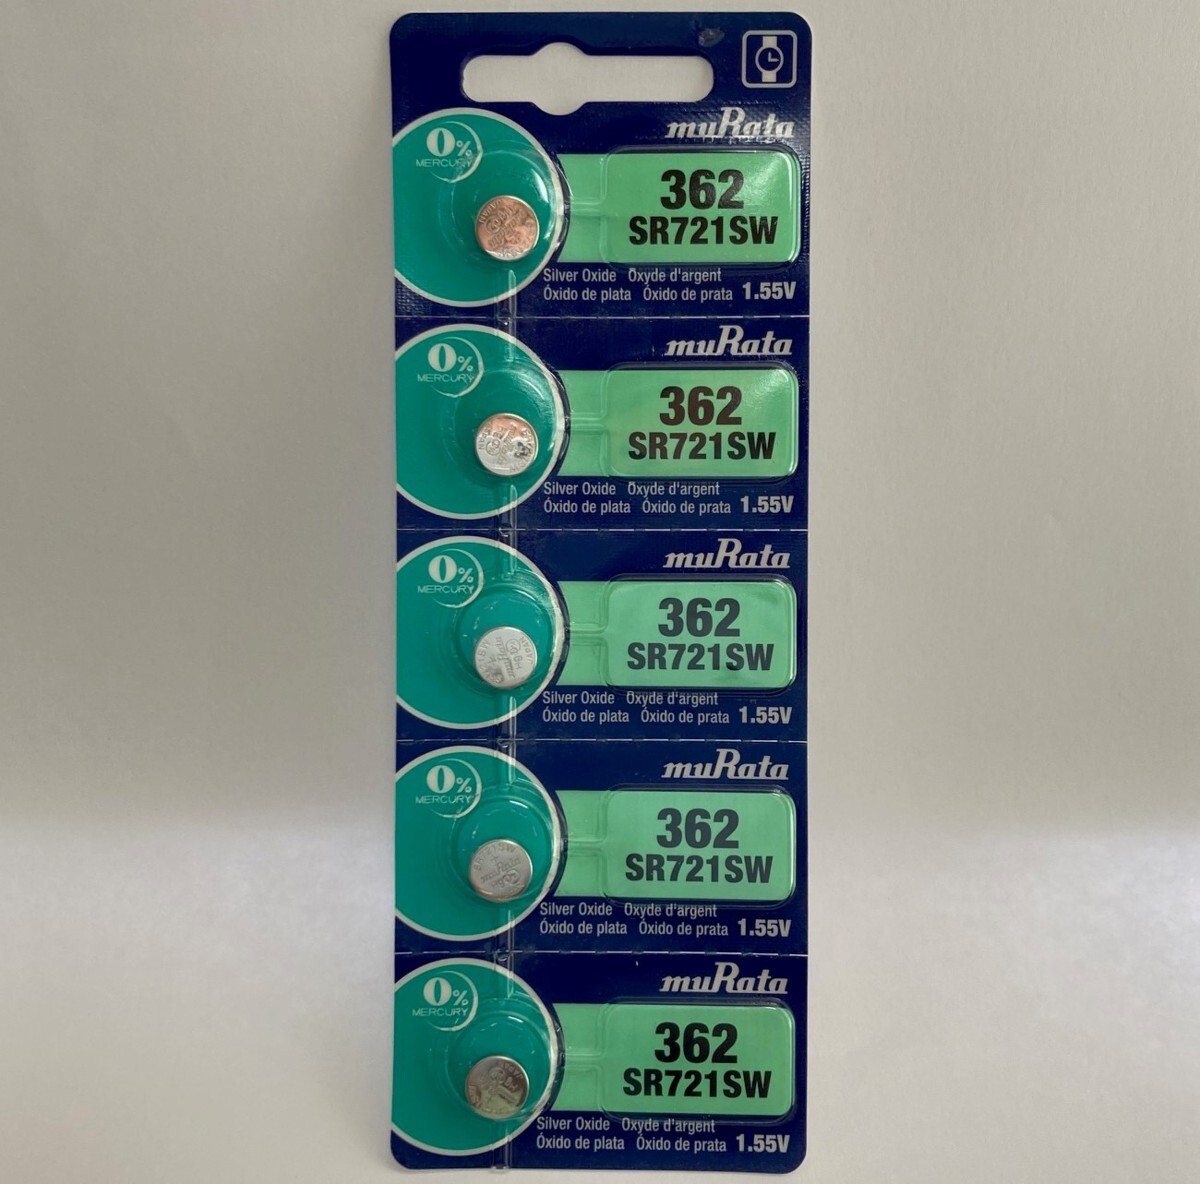 muRata
0%
MERCURY
362
SR721SW
Silver Oxide Oxyde d'argent
Óxido de plata Óxido de prata 1.55V
muRata
0%
MERCURY
362
SR721SW
Silver Oxide Oxyde d'argent
Óxido de plata Óxido de prata 1.55V
muRata
0%
MERCURY
362
SR721SW
Silver Oxide Oxyde d'argent
Óxido de plata Óxido de prata 1.55V
muRata
0%
MERCURY
362
SR721SW
SR721SW
muRata
Silver Oxide Oxyde d'argent
Óxido de plata Óxido de prata 1.55V
muRata
0%
MERCURY
362
SR721SW
Silver Oxide Oxyde d'argent
Óxido de plata Óxido de prata 1.55V